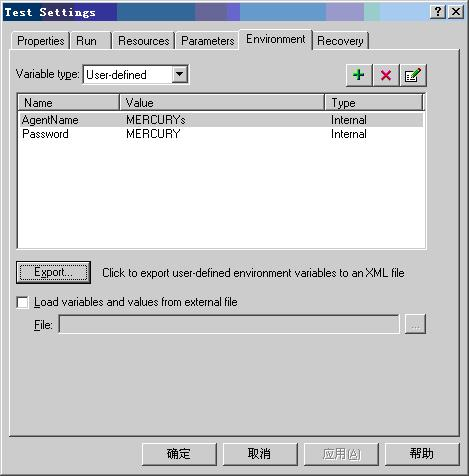 Test Settings
Properties Run Resources Parameters Environment Recovery
Variable type: User-defined
Name Value Type
AgentName MERCURYs Internal
Password MERCURY Internal
Export... Click to export user-defined environment variables to an XML file
Load variables and values from external file
File: ...
确定 取消 应用(A) 帮助